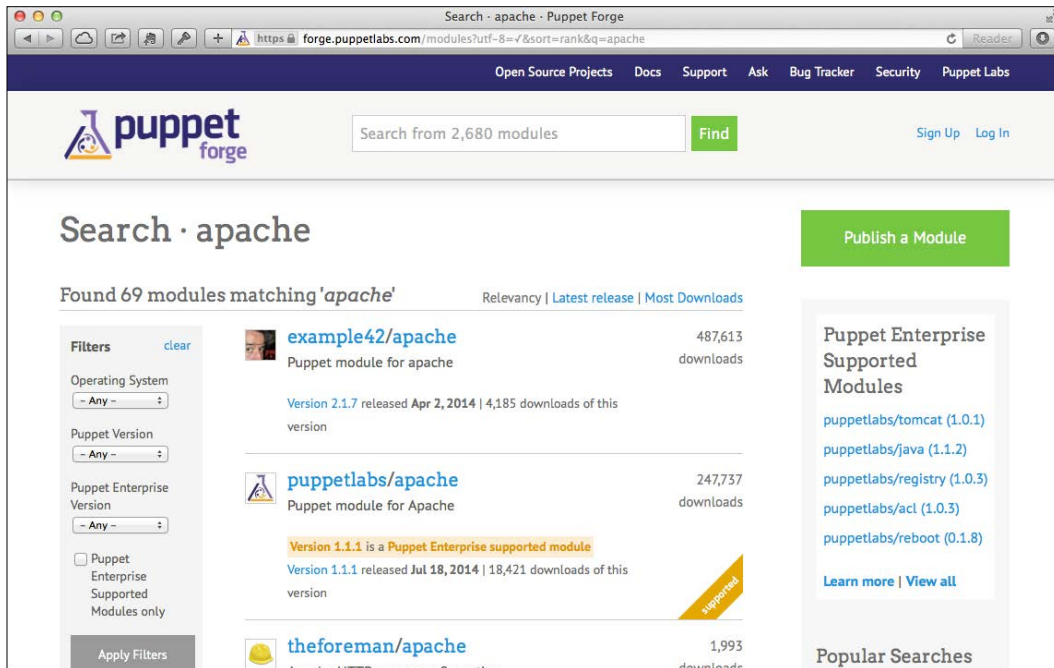 Search · apache · Puppet Forge
https forge.puppetlabs.com/modules?utf-8=✓&sort=rank&q=apache
Reader
Open Source Projects Docs Support Ask Bug Tracker Security Puppet Labs
puppet
forge
Search from 2,680 modules
Find
Sign Up Log In
Search · apache
Publish a Module
Found 69 modules matching 'apache'
Relevancy | Latest release | Most Downloads
Filters clear
Operating System
- Any -
Puppet Version
- Any -
Puppet Enterprise
Version
- Any -
Puppet
Enterprise
Supported
Modules only
Apply Filters
example42/apache
487,613
downloads
Puppet module for apache
Version 2.1.7 released Apr 2, 2014 | 4,185 downloads of this
version
puppetlabs/apache
247,737
downloads
Puppet module for Apache
Version 1.1.1 is a Puppet Enterprise supported module
Version 1.1.1 released Jul 18, 2014 | 18,421 downloads of this
version
supported
theforeman/apache
1,993
downloads
Puppet Enterprise
Supported
Modules
puppetlabs/tomcat (1.0.1)
puppetlabs/java (1.1.2)
puppetlabs/registry (1.0.3)
puppetlabs/acl (1.0.3)
puppetlabs/reboot (0.1.8)
Learn more | View all
Popular Searches